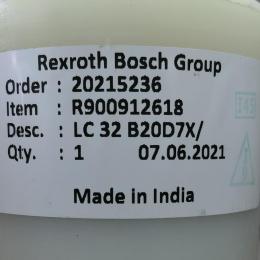 Rexroth Bosch Group
Order : 20215236
Item : R900912618
Desc. : LC 32 B20D7X/
Qty. : 1 07.06.2021
Made in India